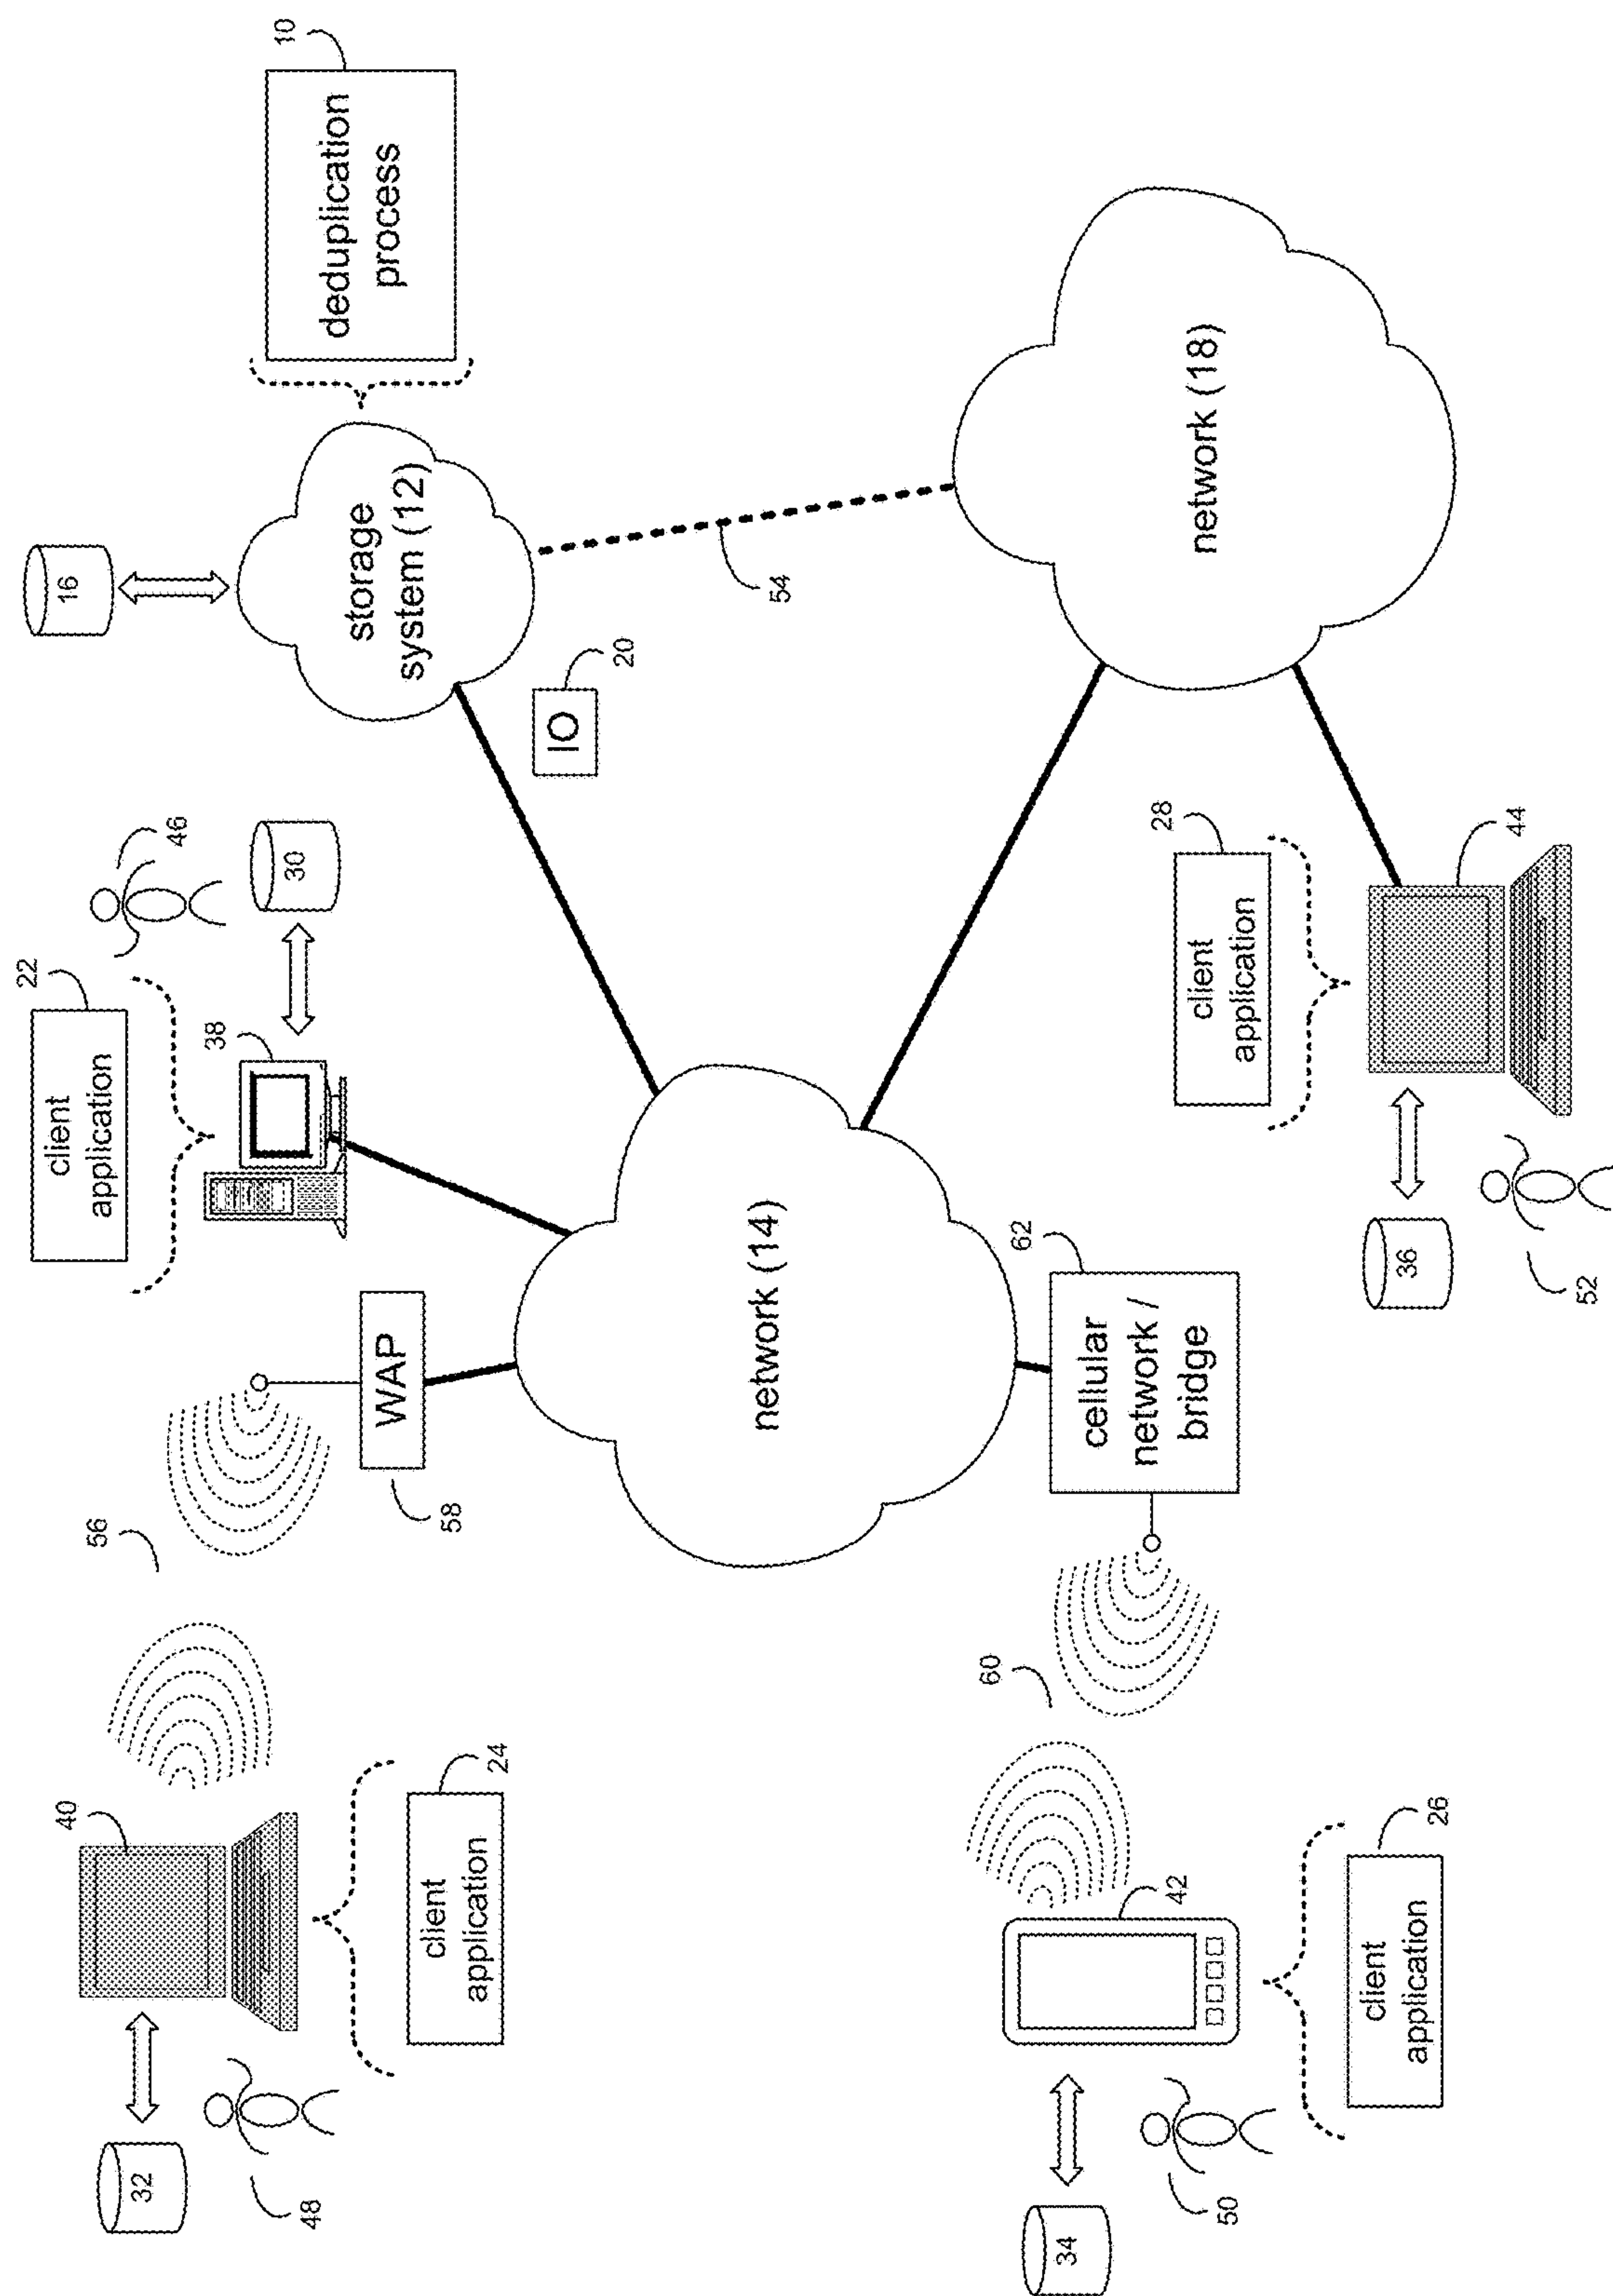 22
client
application
16
10
40
56
46
32
38
30
48
deduplication
process
storage
system (12)
WAP
58
24
client
application
IO
20
network (14)
54
60
62
34
42
50
cellular
network /
bridge
network (18)
28
client
application
26
client
application
36
44
52